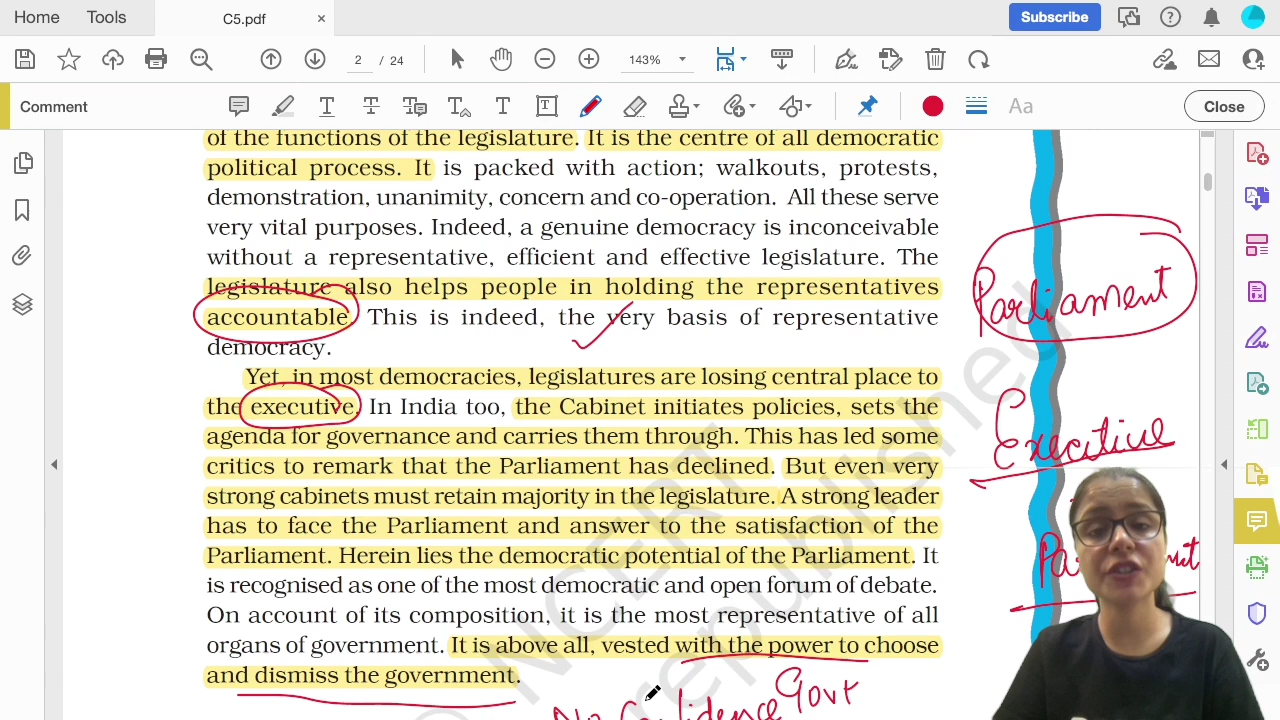 Home Tools C5.pdf × Subscribe
2 / 24 143%
Comment Close
of the functions of the legislature. It is the centre of all democratic
political process. It is packed with action; walkouts, protests,
demonstration, unanimity, concern and co-operation. All these serve
very vital purposes. Indeed, a genuine democracy is inconceivable
without a representative, efficient and effective legislature. The
legislature also helps people in holding the representatives
accountable. This is indeed, the very basis of representative
democracy.
Yet, in most democracies, legislatures are losing central place to
the executive. In India too, the Cabinet initiates policies, sets the
agenda for governance and carries them through. This has led some
critics to remark that the Parliament has declined. But even very
strong cabinets must retain majority in the legislature. A strong leader
has to face the Parliament and answer to the satisfaction of the
Parliament. Herein lies the democratic potential of the Parliament. It
is recognised as one of the most democratic and open forum of debate.
On account of its composition, it is the most representative of all
organs of government. It is above all, vested with the power to choose
and dismiss the government.
Parliament
Executive
Govt
No Confidence
© NCERT
republished